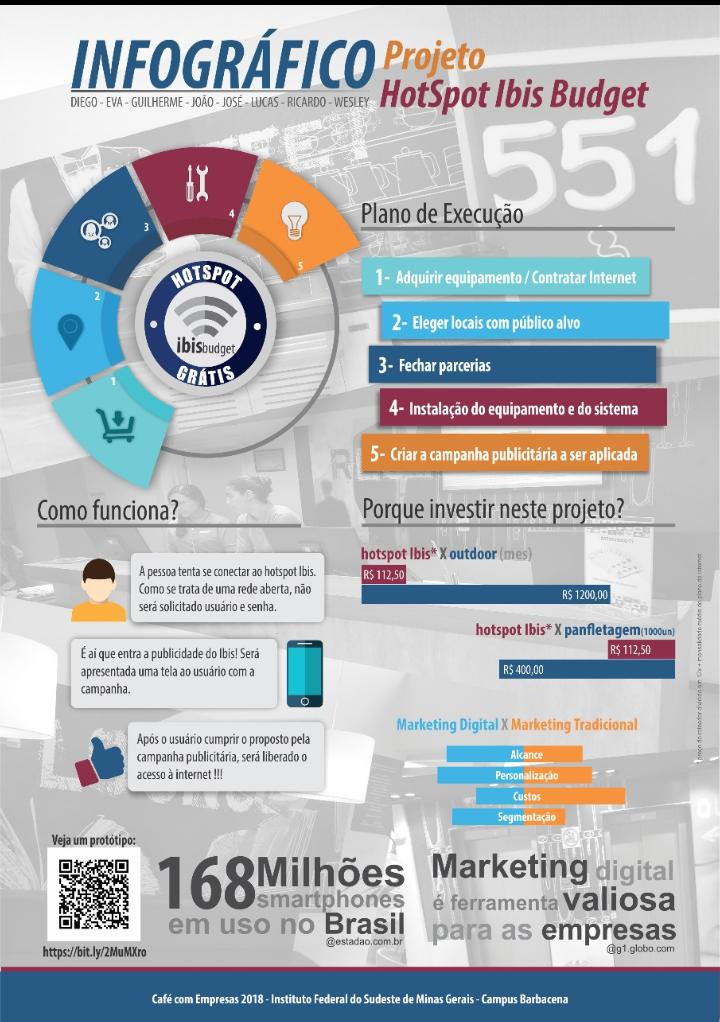 INFOGRÁFICO Projeto
HotSpot Ibis Budget
DIEGO - EVA - GUILHERME - JOÃO - JOSÉ - LUCAS - RICARDO - WESLEY
551
1
2
3
4
5
HOTSPOT
ibisbudget
GRÁTIS
Plano de Execução
1- Adquirir equipamento / Contratar Internet
2- Eleger locais com público alvo
3- Fechar parcerias
4- Instalação do equipamento e do sistema
5- Criar a campanha publicitária a ser aplicada
Como funciona?
A pessoa tenta se conectar ao hotspot Ibis.
Como se trata de uma rede aberta, não
será solicitado usuário e senha.
É aí que entra a publicidade do Ibis! Será
apresentada uma tela ao usuário com a
campanha.
Após o usuário cumprir o proposto pela
campanha publicitária, será liberado o
acesso à internet !!!
Porque investir neste projeto?
hotspot Ibis* X outdoor (mes)
R$ 112,50
R$ 1200,00
hotspot Ibis* X panfletagem(1000un)
R$ 112,50
R$ 400,00
Marketing Digital X Marketing Tradicional
Alcance
Personalização
Custos
Segmentação
Veja um protótipo:
https://bit.ly/2MuMXro
168 Milhões
smartphones
em uso no Brasil
@estadao.com.br
Marketing digital
é ferramenta valiosa
para as empresas
@g1.globo.com
Café com Empresas 2018 - Instituto Federal do Sudeste de Minas Gerais - Campus Barbacena